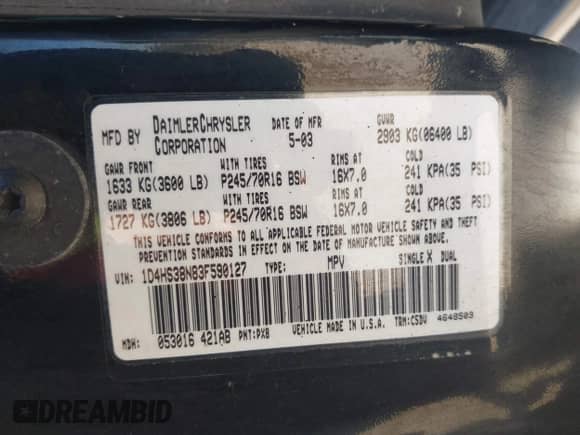 MFD BY DAIMLERCHRYSLER CORPORATION DATE OF MFR 5-03 GVWR 2903 KG(06400 LB)
GAWR FRONT WITH TIRES RIMS AT COLD
1633 KG(3600 LB) P245/70R16 BSW 16X7.0 241 KPA(35 PSI)
GAWR REAR WITH TIRES RIMS AT COLD
1727 KG(3806 LB) P245/70R16 BSW 16X7.0 241 KPA(35 PSI)
THIS VEHICLE CONFORMS TO ALL APPLICABLE FEDERAL MOTOR VEHICLE SAFETY AND THEFT
PREVENTION STANDARDS IN EFFECT ON THE DATE OF MANUFACTURE SHOWN ABOVE.
VIN: 1D4HS38N83F590127 TYPE: MPV SINGLE X DUAL
MDH: 053016 421AB PNT: PXB VEHICLE MADE IN U.S.A. TRM: CSDV 4648503
DREAMBID